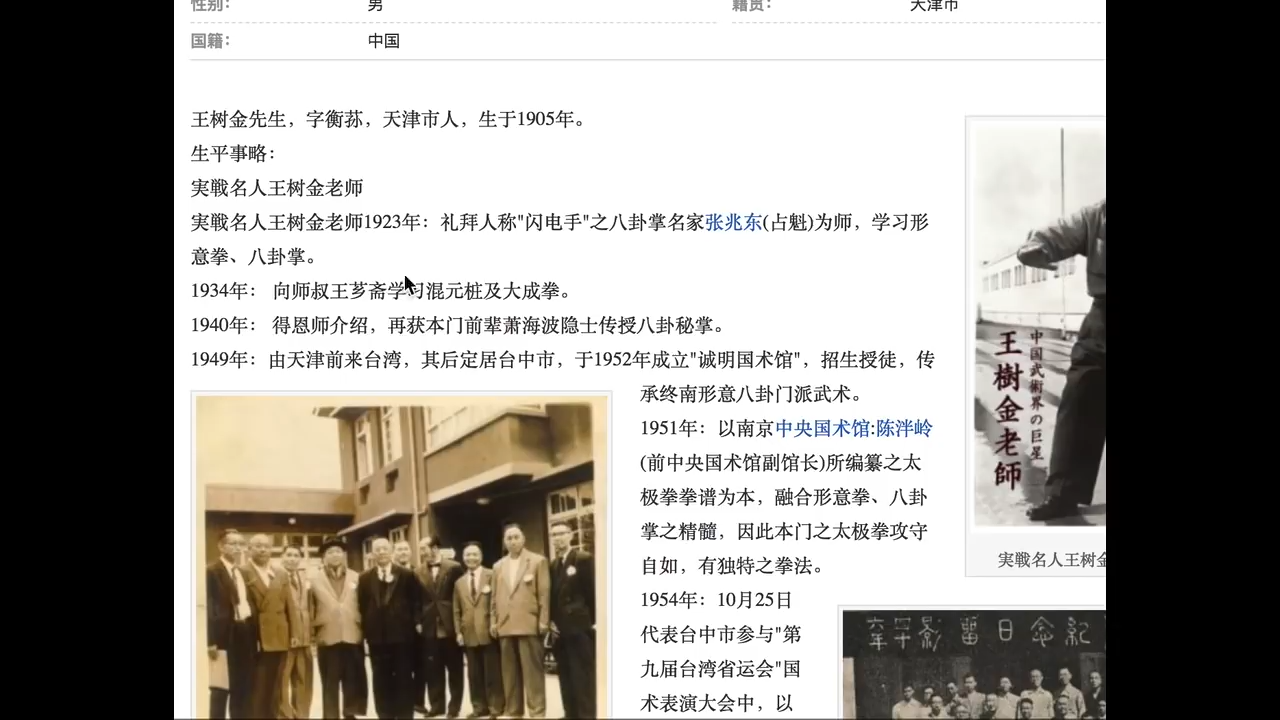 性别：
男
籍贯：
天津市
国籍：
中国
王树金先生，字衡荪，天津市人，生于1905年。
生平事略：
実戦名人王树金老师
実戦名人王树金老师1923年：礼拜人称"闪电手"之八卦掌名家张兆东(占魁)为师，学习形
意拳、八卦掌。
1934年： 向师叔王芗斋学习混元桩及大成拳。
1940年： 得恩师介绍，再获本门前辈萧海波隐士传授八卦秘掌。
1949年：由天津前来台湾，其后定居台中市，于1952年成立"诚明国术馆"，招生授徒，传
承终南形意八卦门派武术。
1951年：以南京中央国术馆:陈泮岭
(前中央国术馆副馆长)所编纂之太
极拳拳谱为本，融合形意拳、八卦
掌之精髓，因此本门之太极拳攻守
自如，有独特之拳法。
1954年：10月25日
代表台中市参与"第
九届台湾省运会"国
术表演大会中，以
中国武術界の巨星
王樹金老師
実戦名人王树金
念日留影